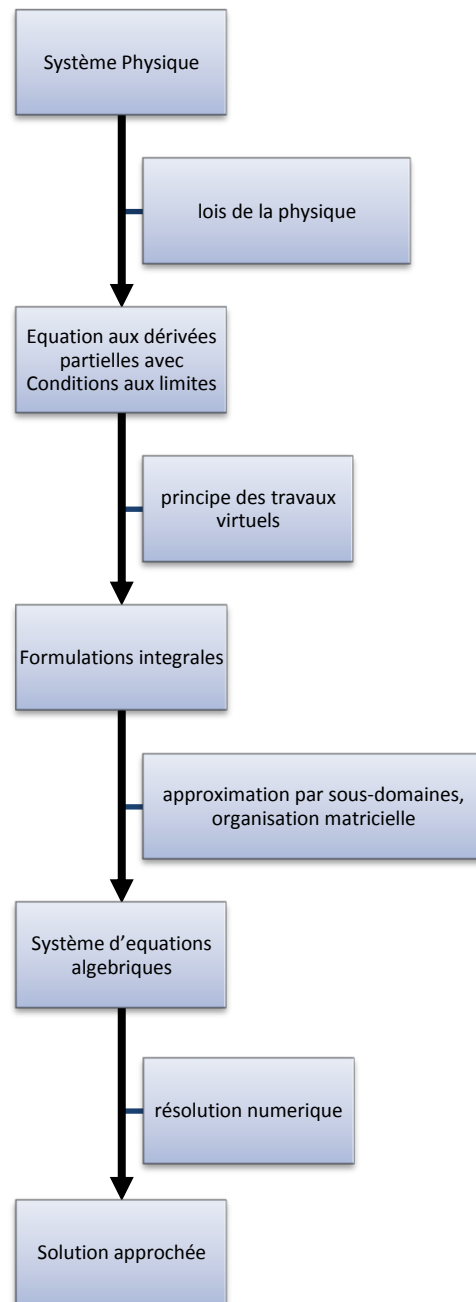 Système Physique
lois de la physique
Equation aux dérivées
partielles avec
Conditions aux limites
principe des travaux
virtuels
Formulations integrales
approximation par sous-domaines,
organisation matricielle
Système d’equations
algebriques
résolution numerique
Solution approchée